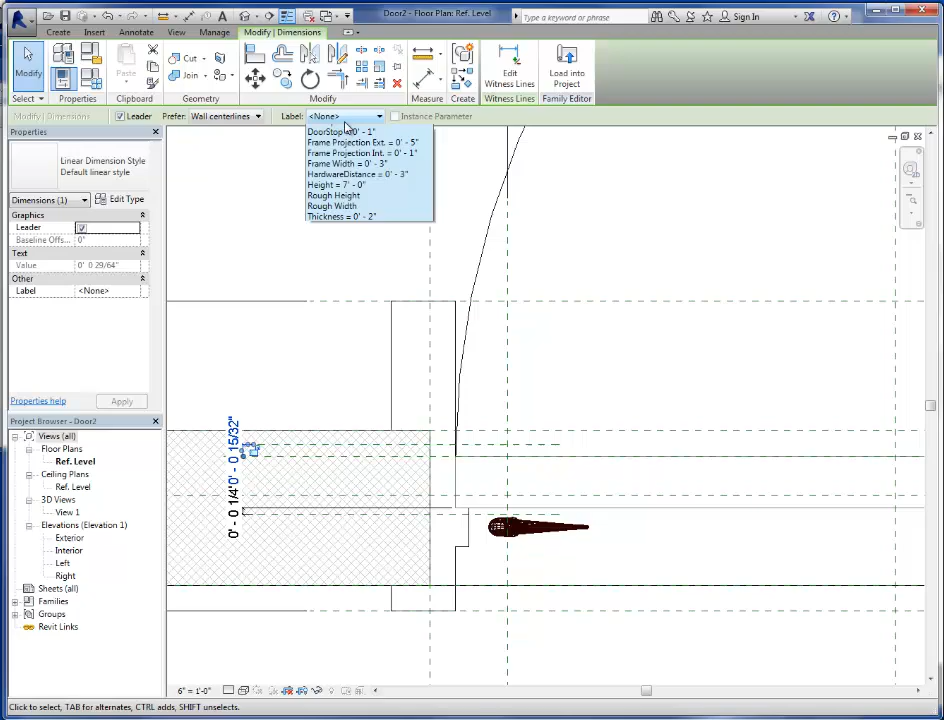 Door2 - Floor Plan: Ref. Level
Type a keyword or phrase
Sign In
Create Insert Annotate View Manage Modify | Dimensions
Modify
Paste
Cut
Join
Edit
Witness Lines
Load into
Project
Select Properties Clipboard Geometry Modify Measure Create Witness Lines Family Editor
Modify | Dimensions Leader Prefer: Wall centerlines Label: <None> Instance Parameter
DoorStop = 0' - 1"
Frame Projection Ext. = 0' - 5"
Frame Projection Int. = 0' - 1"
Frame Width = 0' - 3"
HardwareDistance = 0' - 3"
Height = 7' - 0"
Rough Height
Rough Width
Thickness = 0' - 2"
Properties
Linear Dimension Style
Default linear style
Dimensions (1) Edit Type
Graphics
Leader
Baseline Offs... 0"
Text
Value 0' 0 29/64"
Other
Label <None>
Properties help Apply
Project Browser - Door2
Views (all)
Floor Plans
Ref. Level
Ceiling Plans
Ref. Level
3D Views
View 1
Elevations (Elevation 1)
Exterior
Interior
Left
Right
Sheets (all)
Families
Groups
Revit Links
0' - 0 15/32"
0' - 0 1/4"
6" = 1'-0"
Click to select, TAB for alternates, CTRL adds, SHIFT unselects.